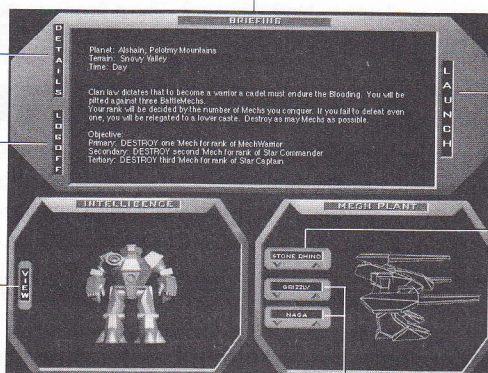 BRIEFING
DETAILS
LOGOFF
LAUNCH
Planet: Alshain, Pelotmy Mountains
Terrain: Snowy Valley
Time: Day
Clan law dictates that to become a warrior a cadet must endure the Blooding. You will be
pitted against three BattleMechs.
Your rank will be decided by the number of Mechs you conquer. If you fail to defeat even
one, you will be relegated to a lower caste. Destroy as may Mechs as possible.
Objective:
Primary: DESTROY one 'Mech for rank of MechWarrior
Secondary: DESTROY second 'Mech for rank of Star Commander
Tertiary: DESTROY third 'Mech for rank of Star Captain
INTELLIGENCE
VIEW
MECH PLANT
STONE RHINO
GRIZZLY
NAGA